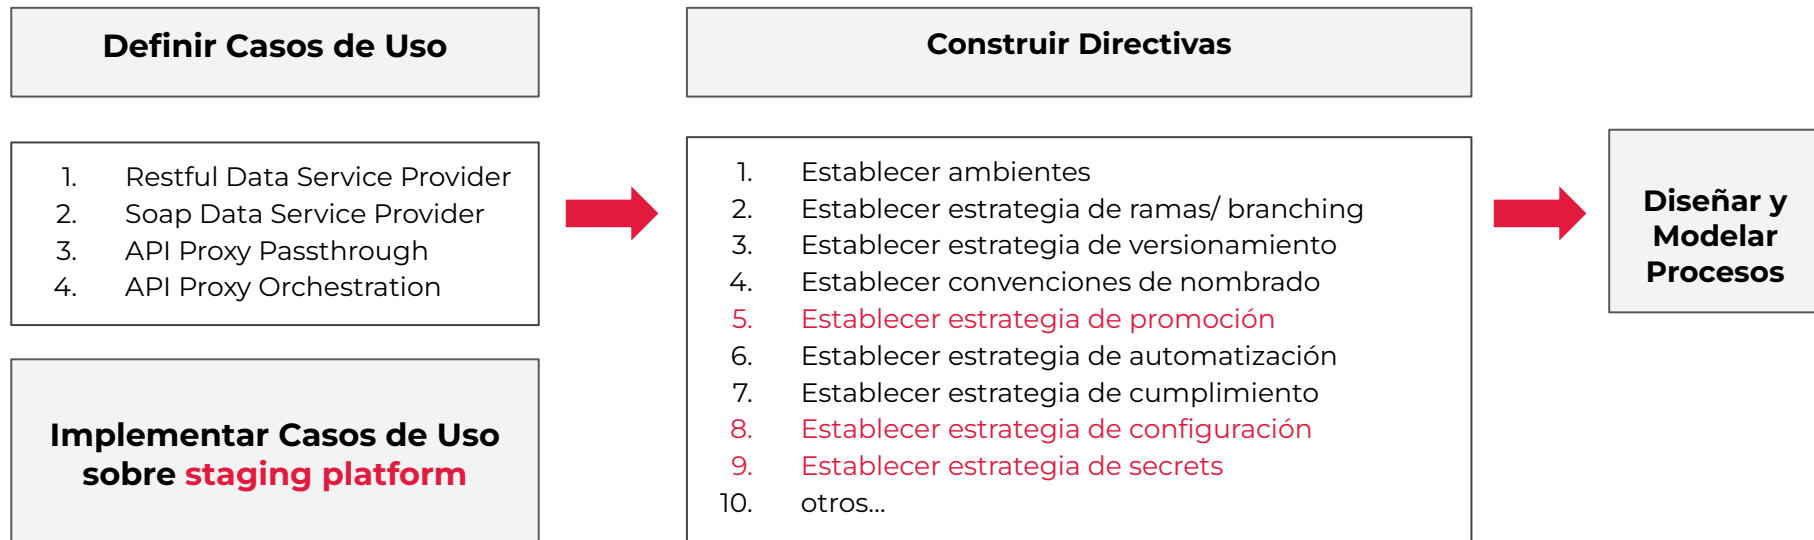 Definir Casos de Uso
1. Restful Data Service Provider
2. Soap Data Service Provider
3. API Proxy Passthrough
4. API Proxy Orchestration
Implementar Casos de Uso
sobre staging platform
Construir Directivas
1. Establecer ambientes
2. Establecer estrategia de ramas/ branching
3. Establecer estrategia de versionamiento
4. Establecer convenciones de nombrado
5. Establecer estrategia de promoción
6. Establecer estrategia de automatización
7. Establecer estrategia de cumplimiento
8. Establecer estrategia de configuración
9. Establecer estrategia de secrets
10. otros...
Diseñar y
Modelar
Procesos